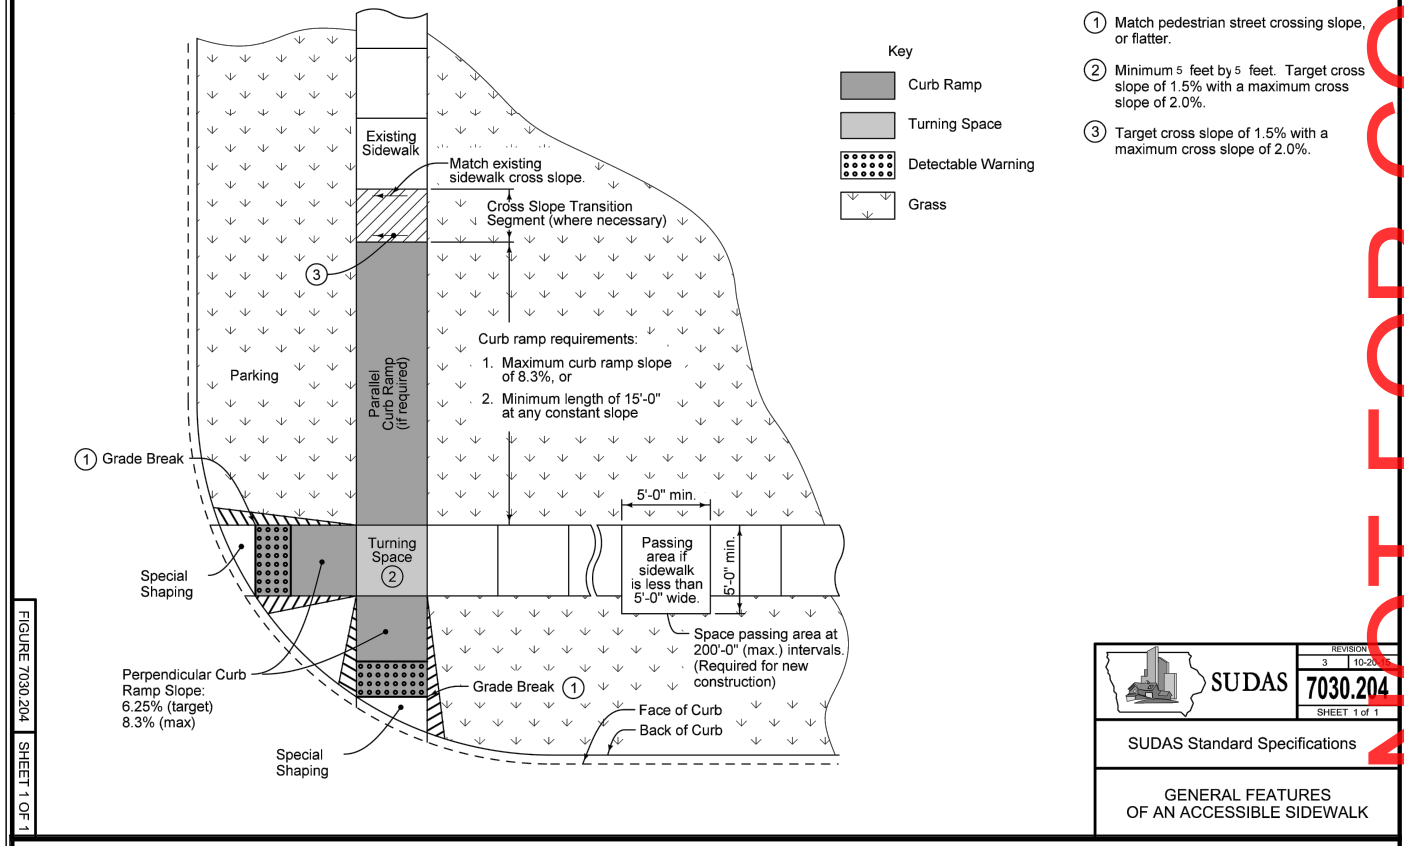 Key
Curb Ramp
Turning Space
Detectable Warning
Grass
1 Match pedestrian street crossing slope,
or flatter.
2 Minimum 5 feet by 5 feet. Target cross
slope of 1.5% with a maximum cross
slope of 2.0%.
3 Target cross slope of 1.5% with a
maximum cross slope of 2.0%.
Existing
Sidewalk
Match existing
sidewalk cross slope.
Cross Slope Transition
Segment (where necessary)
3
Curb ramp requirements:
1. Maximum curb ramp slope
of 8.3%, or
2. Minimum length of 15'-0"
at any constant slope
Parking
Parallel
Curb Ramp
(if required)
1 Grade Break
5'-0" min.
Turning
Space
2
Passing
area if
sidewalk
is less than
5'-0" wide.
5'-0" min.
Special
Shaping
Space passing area at
200'-0" (max.) intervals.
(Required for new
construction)
Perpendicular Curb
Ramp Slope:
6.25% (target)
8.3% (max)
Grade Break 1
Face of Curb
Back of Curb
Special
Shaping
FIGURE 7030.204
SHEET 1 OF 1
SUDAS
REVISION
3 10-20-15
7030.204
SHEET 1 of 1
SUDAS Standard Specifications
GENERAL FEATURES
OF AN ACCESSIBLE SIDEWALK
NOT FOR CO